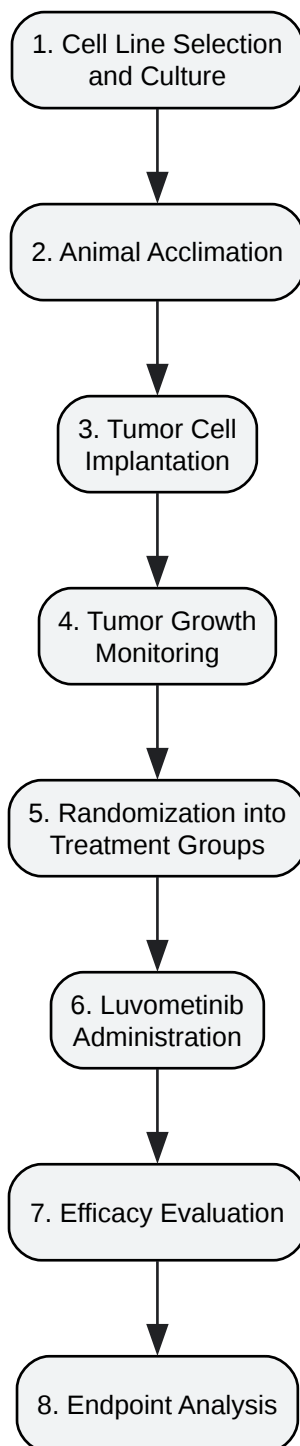 1. Cell Line Selection
and Culture
2. Animal Acclimation
3. Tumor Cell
Implantation
4. Tumor Growth
Monitoring
5. Randomization into
Treatment Groups
6. Luvometinib
Administration
7. Efficacy Evaluation
8. Endpoint Analysis